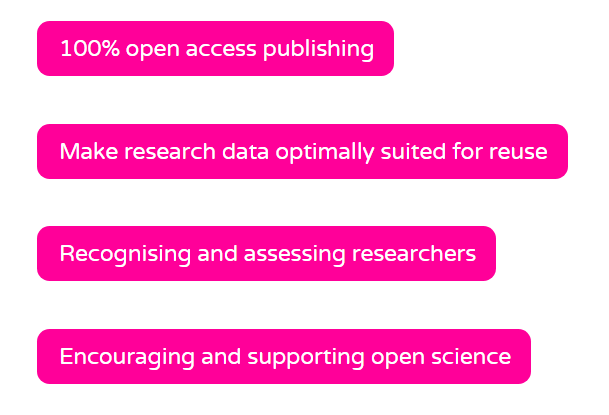 100% open access publishing
Make research data optimally suited for reuse
Recognising and assessing researchers
Encouraging and supporting open science